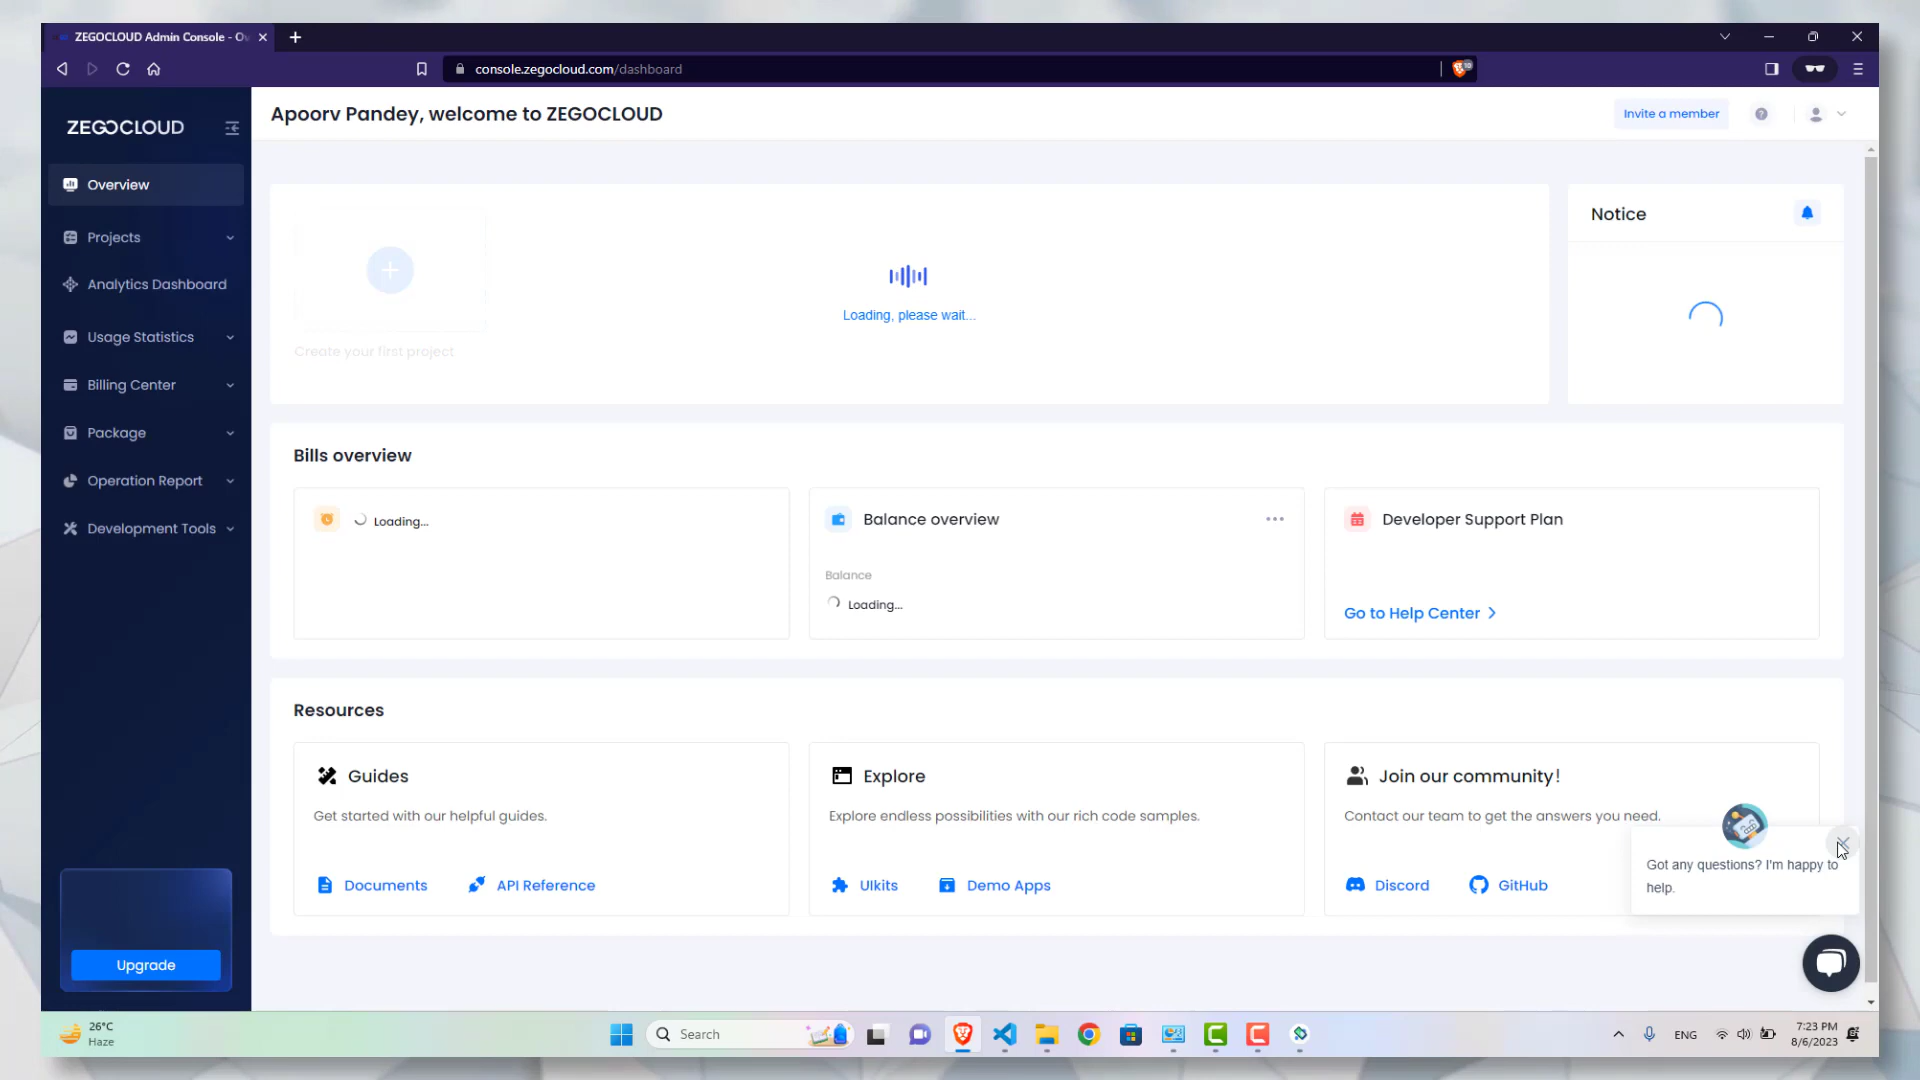 ZEGOCLOUD Admin Console - Ov
console.zegocloud.com/dashboard
ZEGOCLOUD
Apoorv Pandey, welcome to ZEGOCLOUD
Invite a member
Overview
Projects
Analytics Dashboard
Usage Statistics
Billing Center
Package
Operation Report
Development Tools
Upgrade
Loading, please wait...
Create your first project
Notice
Bills overview
Loading...
Balance overview
Balance
Loading...
Developer Support Plan
Go to Help Center
Resources
Guides
Get started with our helpful guides.
Documents
API Reference
Explore
Explore endless possibilities with our rich code samples.
UIkits
Demo Apps
Join our community!
Contact our team to get the answers you need.
Discord
GitHub
Got any questions? I'm happy to
help.
26°C
Haze
Search
ENG
7:23 PM
8/6/2023